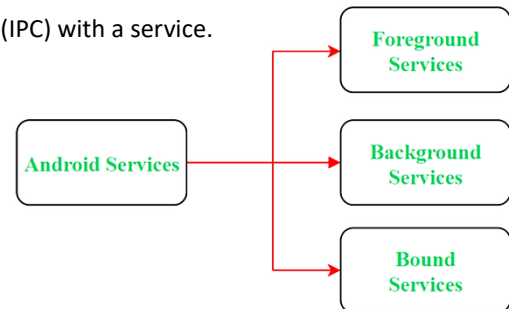 (IPC) with a service.
Foreground
Services
Android Services
Background
Services
Bound
Services